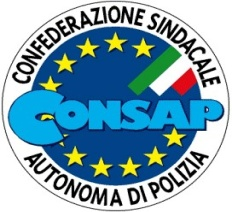 CONFEDERAZIONE SINDACALE
CONSAP
AUTONOMA DI POLIZIA